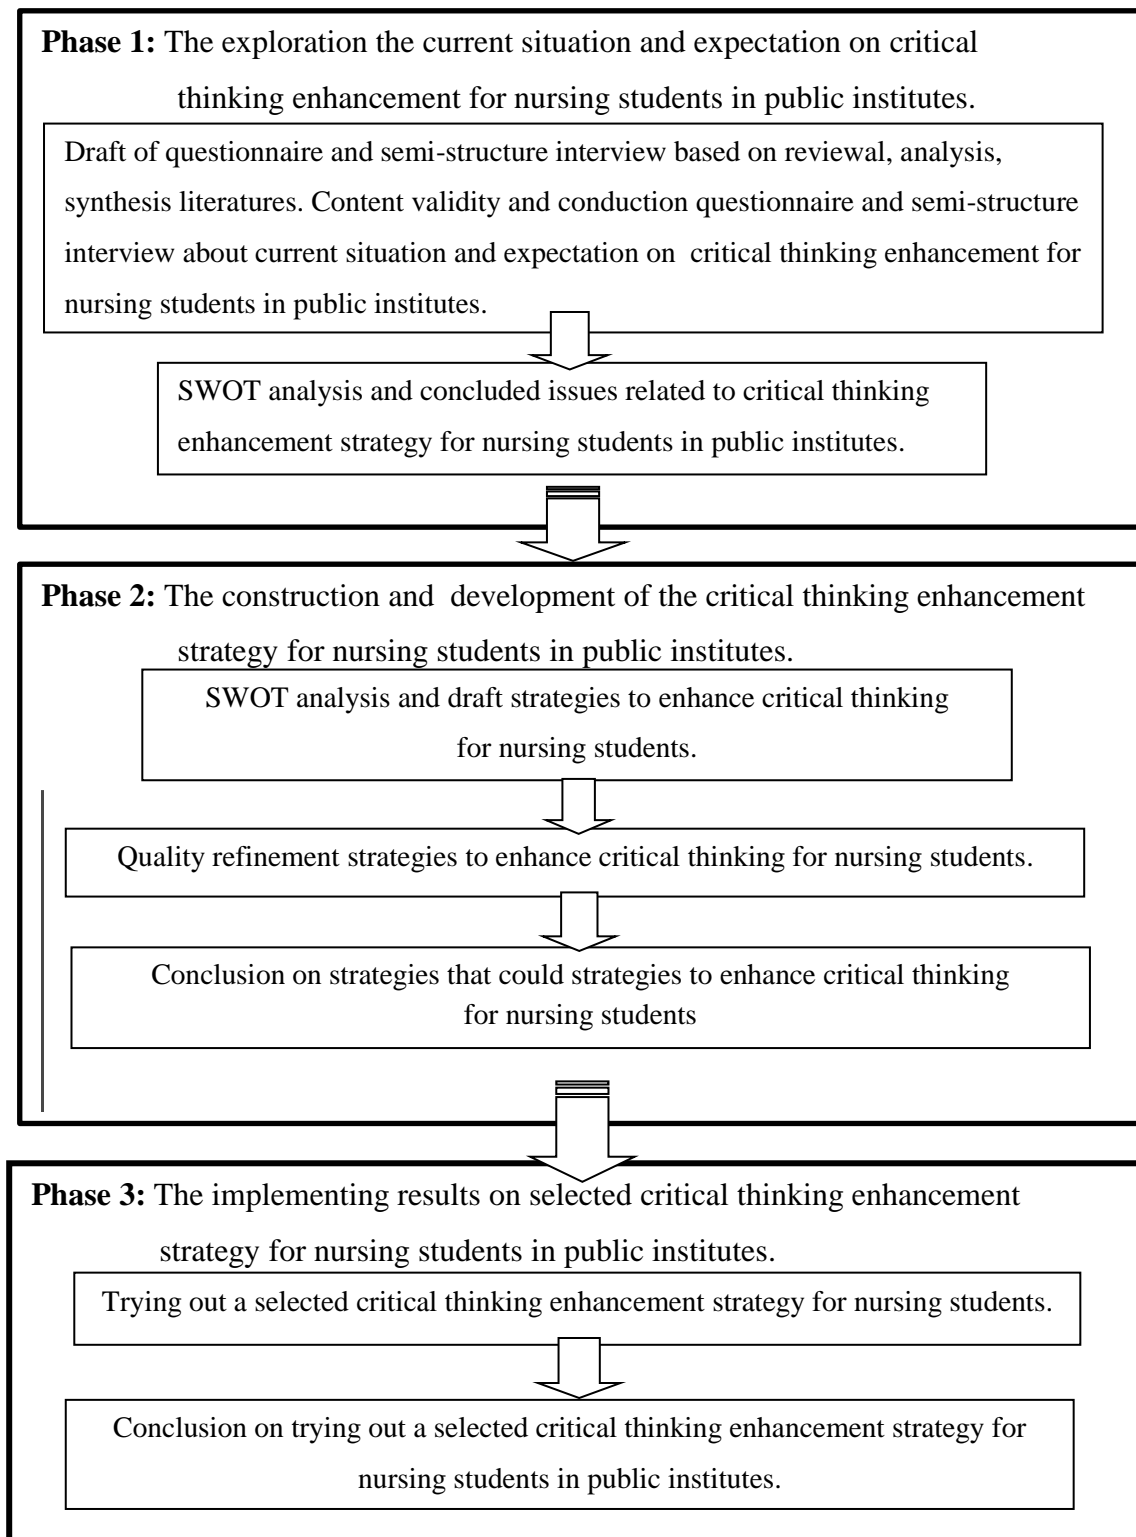 Phase 1: The exploration the current situation and expectation on critical
thinking enhancement for nursing students in public institutes.
Draft of questionnaire and semi-structure interview based on reviewal, analysis,
synthesis literatures. Content validity and conduction questionnaire and semi-structure
interview about current situation and expectation on critical thinking enhancement for
nursing students in public institutes.
SWOT analysis and concluded issues related to critical thinking
enhancement strategy for nursing students in public institutes.
Phase 2: The construction and development of the critical thinking enhancement
strategy for nursing students in public institutes.
SWOT analysis and draft strategies to enhance critical thinking
for nursing students.
Quality refinement strategies to enhance critical thinking for nursing students.
Conclusion on strategies that could strategies to enhance critical thinking
for nursing students
Phase 3: The implementing results on selected critical thinking enhancement
strategy for nursing students in public institutes.
Trying out a selected critical thinking enhancement strategy for nursing students.
Conclusion on trying out a selected critical thinking enhancement strategy for
nursing students in public institutes.